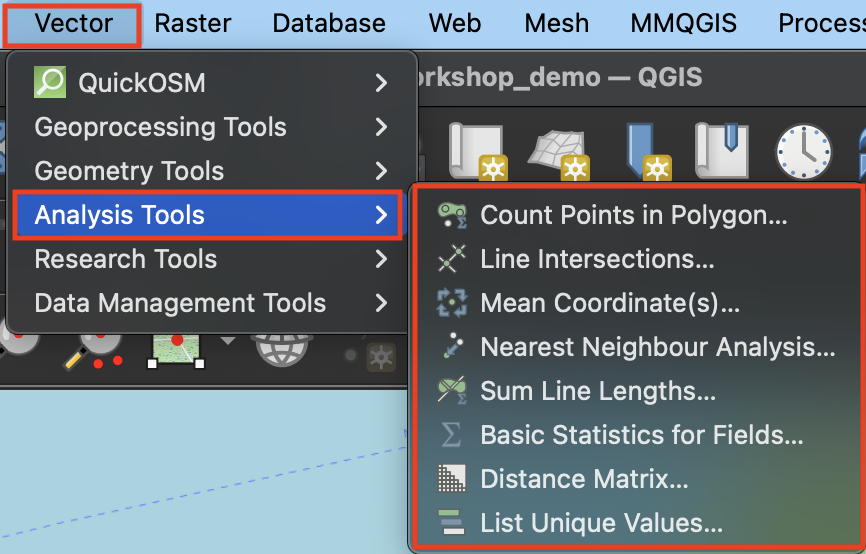 Vector Raster Database Web Mesh MMQGIS
orkshop_demo — QGIS
QuickOSM
Geoprocessing Tools
Geometry Tools
Analysis Tools
Research Tools
Data Management Tools
Count Points in Polygon...
Line Intersections...
Mean Coordinate(s)...
Nearest Neighbour Analysis...
Sum Line Lengths...
Basic Statistics for Fields...
Distance Matrix...
List Unique Values...